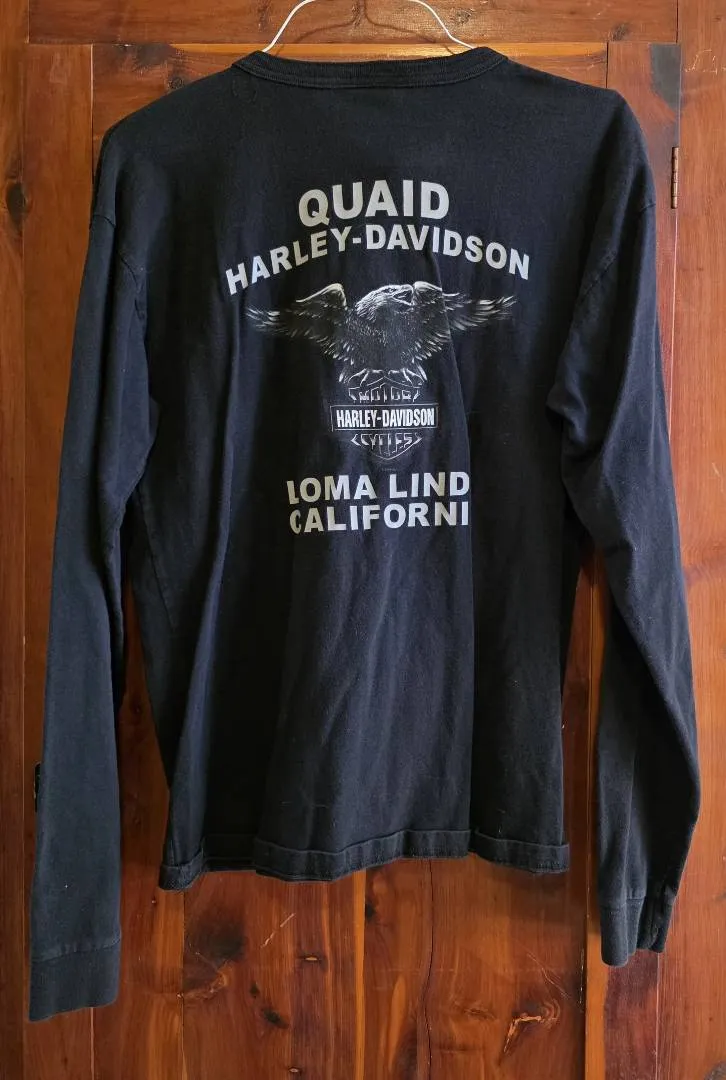 QUAID
HARLEY-DAVIDSON
MOTOR
HARLEY-DAVIDSON
CYCLES
LOMA LIND
CALIFORNI